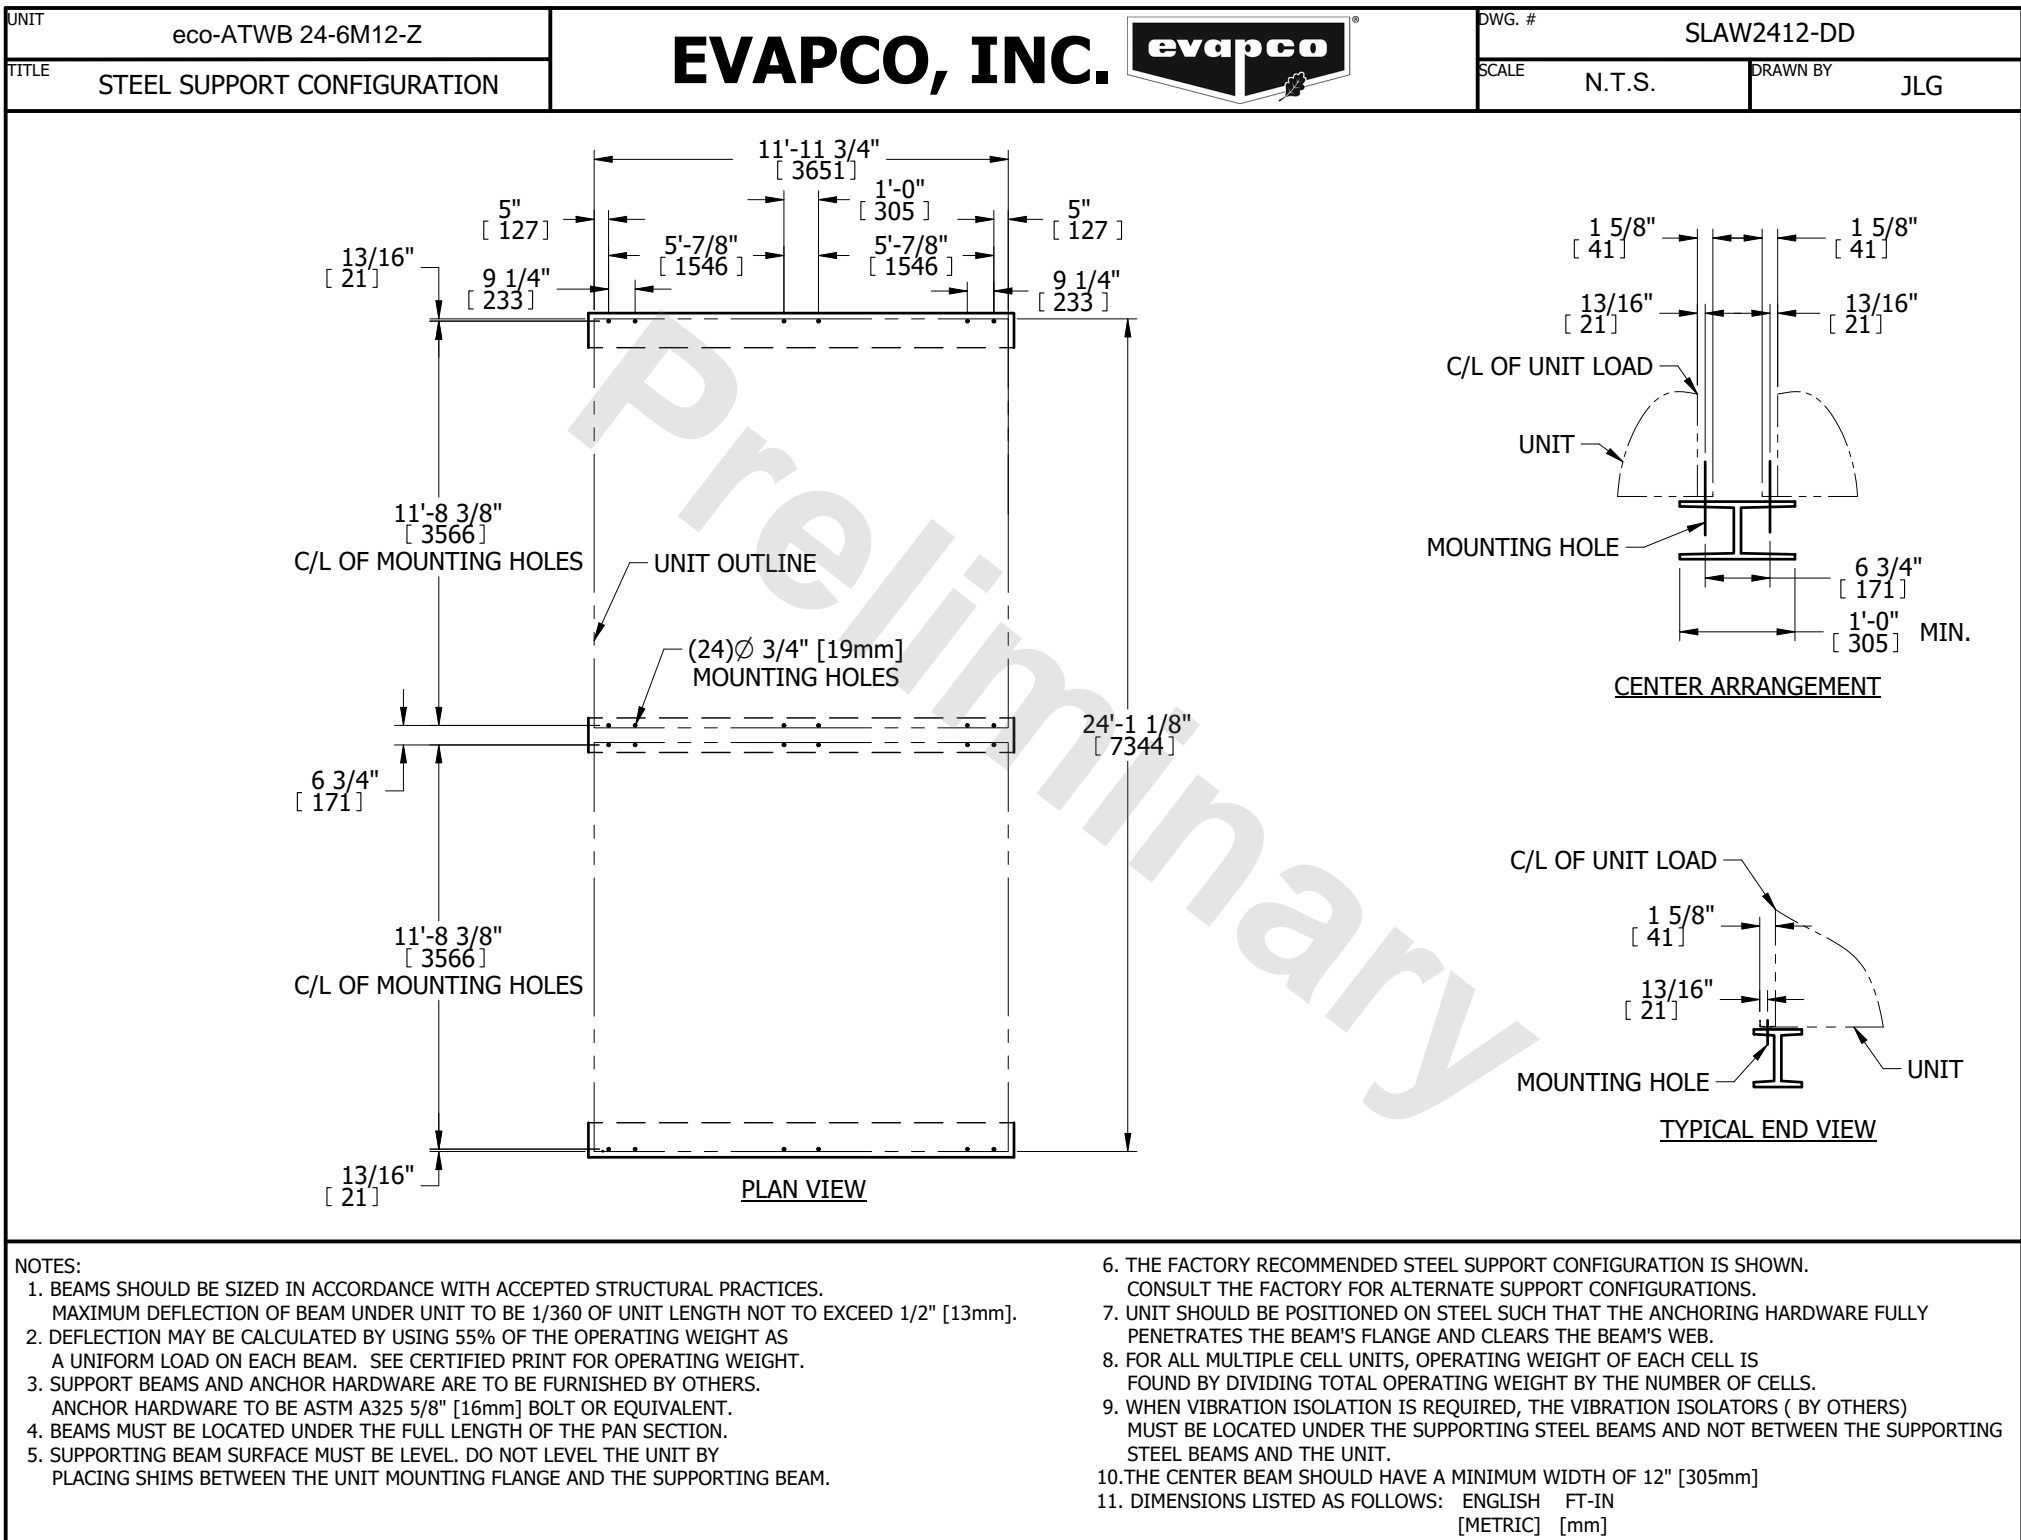 UNIT
eco-ATWB 24-6M12-Z
TITLE
STEEL SUPPORT CONFIGURATION
EVAPCO, INC.
evapco
®
DWG. #
SLAW2412-DD
SCALE
N.T.S.
DRAWN BY
JLG
11'-11 3/4"
[ 3651 ]
1'-0"
[ 305 ]
5"
[ 127 ]
5"
[ 127 ]
5'-7/8"
[ 1546 ]
5'-7/8"
[ 1546 ]
13/16"
[ 21 ]
9 1/4"
[ 233 ]
9 1/4"
[ 233 ]
11'-8 3/8"
[ 3566 ]
C/L OF MOUNTING HOLES
UNIT OUTLINE
(24)Ø 3/4" [19mm]
MOUNTING HOLES
24'-1 1/8"
[ 7344 ]
6 3/4"
[ 171 ]
11'-8 3/8"
[ 3566 ]
C/L OF MOUNTING HOLES
13/16"
[ 21 ]
PLAN VIEW
Preliminary
1 5/8"
[ 41 ]
1 5/8"
[ 41 ]
13/16"
[ 21 ]
13/16"
[ 21 ]
C/L OF UNIT LOAD
UNIT
MOUNTING HOLE
6 3/4"
[ 171 ]
1'-0"
[ 305 ] MIN.
CENTER ARRANGEMENT
C/L OF UNIT LOAD
1 5/8"
[ 41 ]
13/16"
[ 21 ]
MOUNTING HOLE
UNIT
TYPICAL END VIEW
NOTES:
1. BEAMS SHOULD BE SIZED IN ACCORDANCE WITH ACCEPTED STRUCTURAL PRACTICES.
MAXIMUM DEFLECTION OF BEAM UNDER UNIT TO BE 1/360 OF UNIT LENGTH NOT TO EXCEED 1/2" [13mm].
2. DEFLECTION MAY BE CALCULATED BY USING 55% OF THE OPERATING WEIGHT AS
A UNIFORM LOAD ON EACH BEAM. SEE CERTIFIED PRINT FOR OPERATING WEIGHT.
3. SUPPORT BEAMS AND ANCHOR HARDWARE ARE TO BE FURNISHED BY OTHERS.
ANCHOR HARDWARE TO BE ASTM A325 5/8" [16mm] BOLT OR EQUIVALENT.
4. BEAMS MUST BE LOCATED UNDER THE FULL LENGTH OF THE PAN SECTION.
5. SUPPORTING BEAM SURFACE MUST BE LEVEL. DO NOT LEVEL THE UNIT BY
PLACING SHIMS BETWEEN THE UNIT MOUNTING FLANGE AND THE SUPPORTING BEAM.
6. THE FACTORY RECOMMENDED STEEL SUPPORT CONFIGURATION IS SHOWN.
CONSULT THE FACTORY FOR ALTERNATE SUPPORT CONFIGURATIONS.
7. UNIT SHOULD BE POSITIONED ON STEEL SUCH THAT THE ANCHORING HARDWARE FULLY
PENETRATES THE BEAM'S FLANGE AND CLEARS THE BEAM'S WEB.
8. FOR ALL MULTIPLE CELL UNITS, OPERATING WEIGHT OF EACH CELL IS
FOUND BY DIVIDING TOTAL OPERATING WEIGHT BY THE NUMBER OF CELLS.
9. WHEN VIBRATION ISOLATION IS REQUIRED, THE VIBRATION ISOLATORS ( BY OTHERS)
MUST BE LOCATED UNDER THE SUPPORTING STEEL BEAMS AND NOT BETWEEN THE SUPPORTING
STEEL BEAMS AND THE UNIT.
10.THE CENTER BEAM SHOULD HAVE A MINIMUM WIDTH OF 12" [305mm]
11. DIMENSIONS LISTED AS FOLLOWS: ENGLISH FT-IN
[METRIC] [mm]